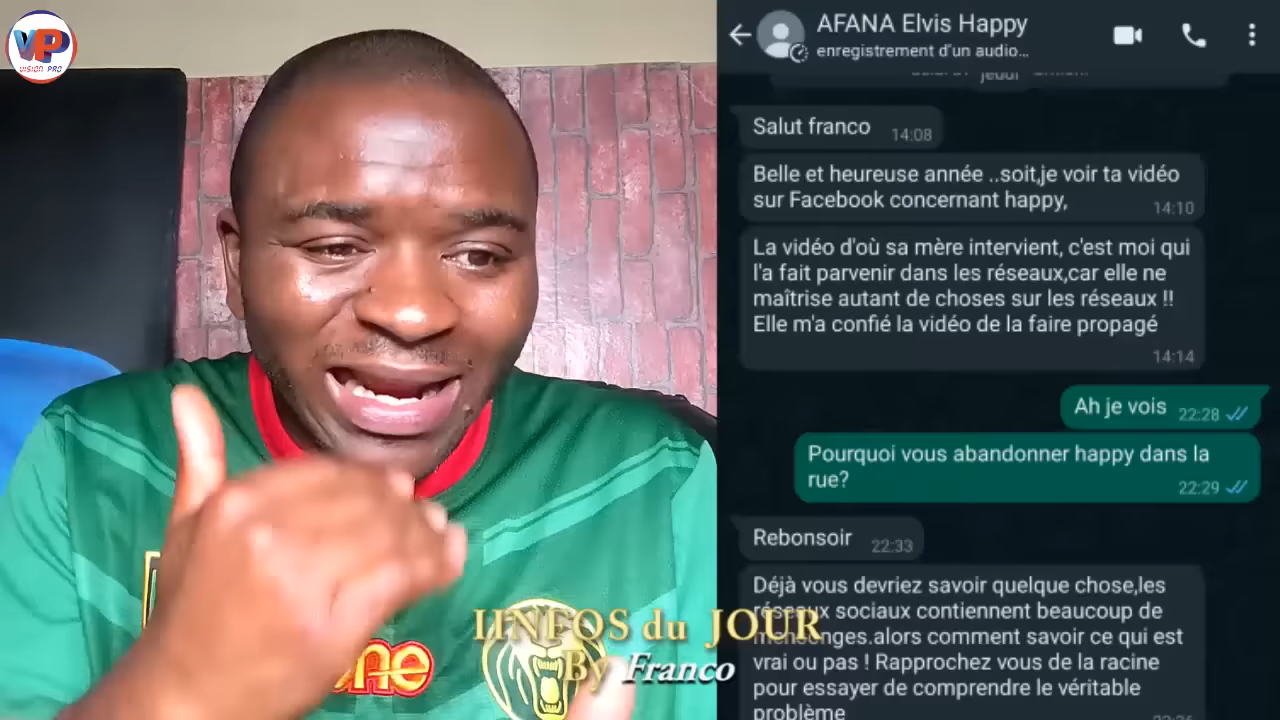 VP
VISION PRO
AFANA Elvis Happy
enregistrement d'un audio...
jeudi
Salut franco 14:08
Belle et heureuse année ..soit,je voir ta vidéo
sur Facebook concernant happy,
14:10
La vidéo d'où sa mère intervient, c'est moi qui
l'a fait parvenir dans les réseaux,car elle ne
maîtrise autant de choses sur les réseaux !!
Elle m'a confié la vidéo de la faire propagé
14:14
Ah je vois 22:28
Pourquoi vous abandonner happy dans la
rue?
22:29
Rebonsoir 22:33
Déjà vous devriez savoir quelque chose,les
réseaux sociaux contiennent beaucoup de
mensonges.alors comment savoir ce qui est
vrai ou pas ! Rapprochez vous de la racine
pour essayer de comprendre le véritable
problème
IINFOS du JOUR
By Franco
ne